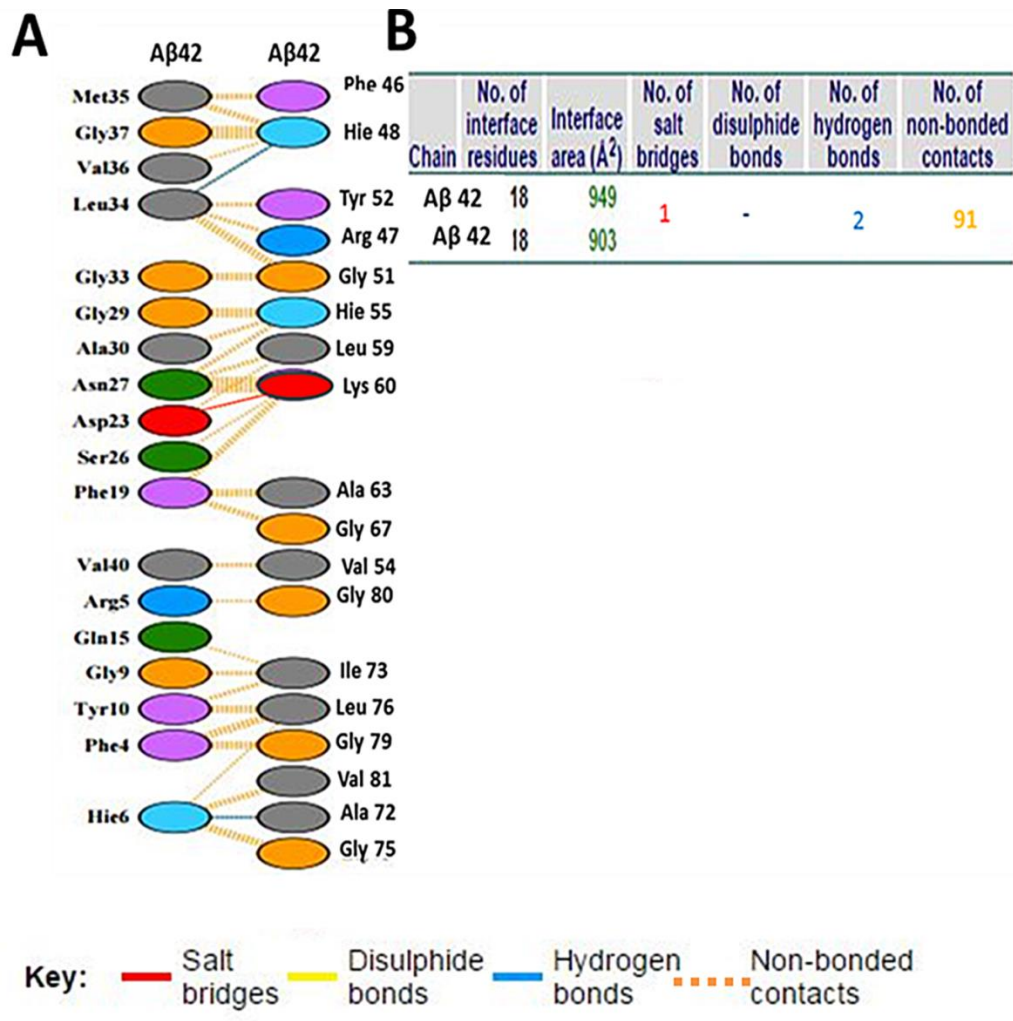 A
B
Aβ42 Aβ42
Met35 Phe 46
Gly37 Hie 48
Val36
Leu34 Tyr 52
Arg 47
Gly33 Gly 51
Gly29 Hie 55
Ala30 Leu 59
Asn27 Lys 60
Asp23
Ser26
Phe19 Ala 63
Gly 67
Val40 Val 54
Arg5 Gly 80
Gln15
Gly9 Ile 73
Tyr10 Leu 76
Phe4 Gly 79
Val 81
Hie6 Ala 72
Gly 75
No. of No. of No. of No. of No. of
interface Interface salt disulphide hydrogen non-bonded
Chain residues area (Å²) bridges bonds bonds contacts
Aβ 42 18 949
1 - 2 91
Aβ 42 18 903
Key: Salt bridges Disulphide bonds Hydrogen bonds Non-bonded contacts